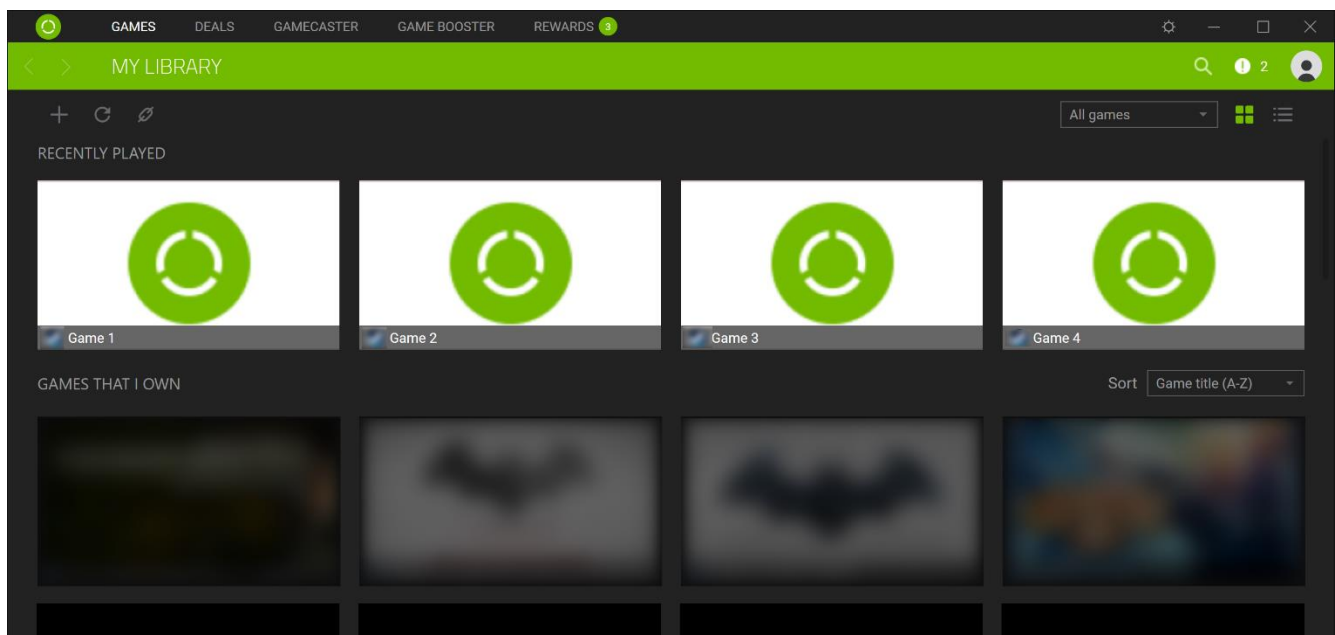 GAMES DEALS GAMECASTER GAME BOOSTER REWARDS 3
MY LIBRARY 2
All games
RECENTLY PLAYED
Game 1 Game 2 Game 3 Game 4
GAMES THAT I OWN Sort Game title (A-Z)